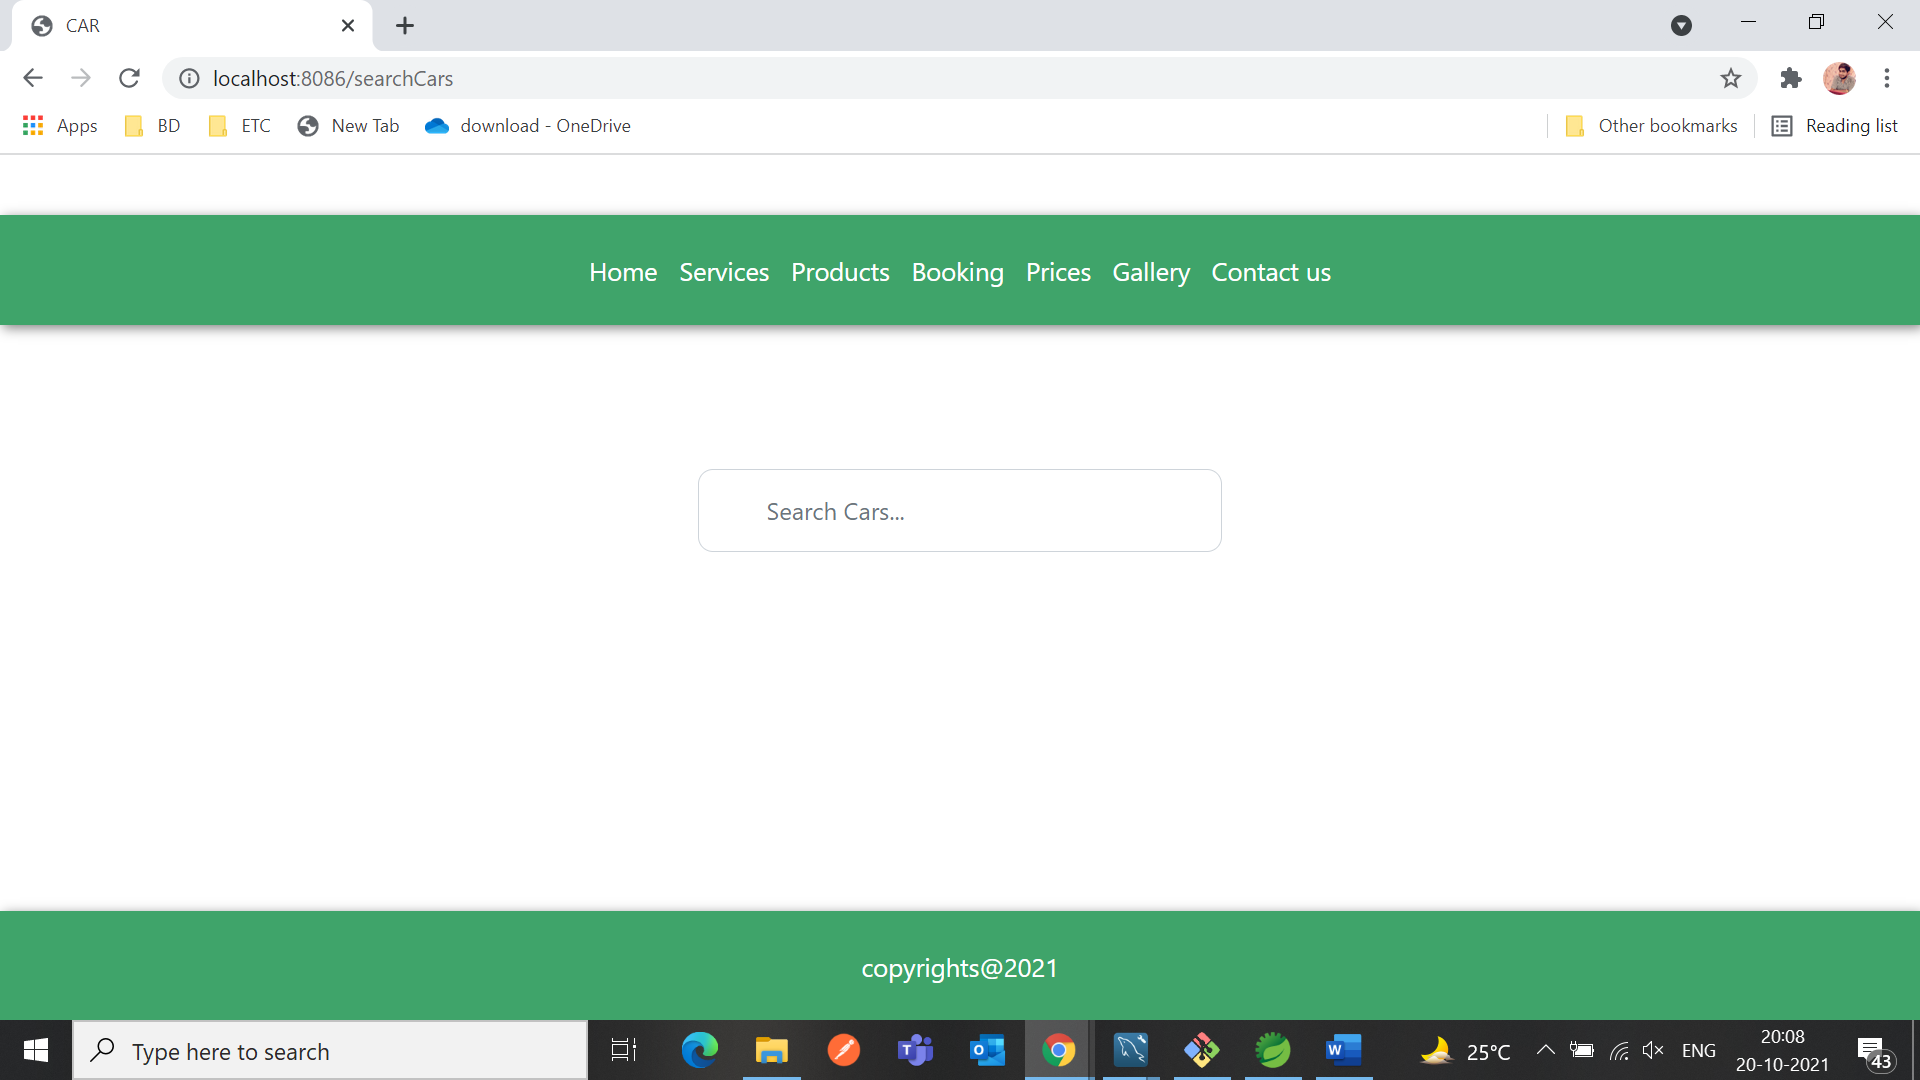 CAR
localhost:8086/searchCars
Apps BD ETC New Tab download - OneDrive Other bookmarks Reading list
Home Services Products Booking Prices Gallery Contact us
Search Cars...
copyrights@2021
Type here to search
25°C
ENG
20:08
20-10-2021
43